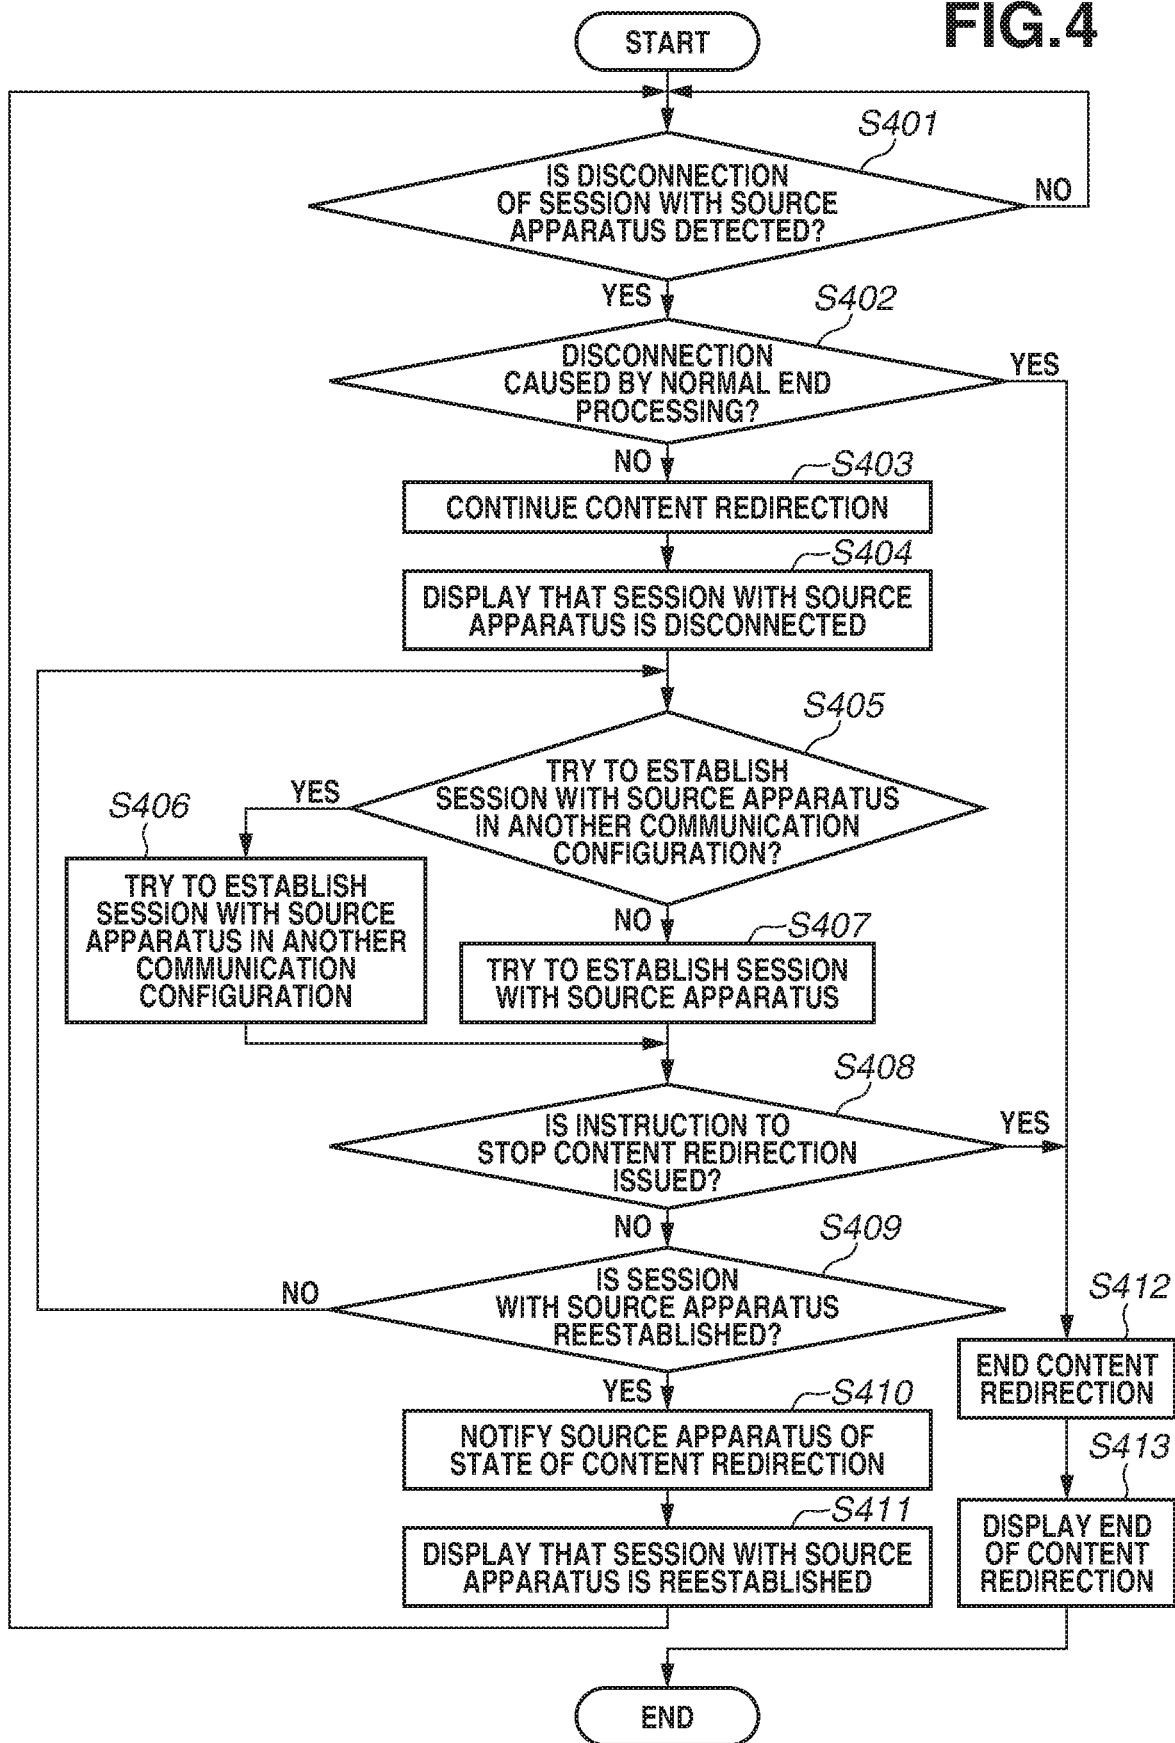 FIG.4
START
S401
IS DISCONNECTION
OF SESSION WITH SOURCE
APPARATUS DETECTED?
NO
YES
S402
DISCONNECTION
CAUSED BY NORMAL END
PROCESSING?
YES
NO
S403
CONTINUE CONTENT REDIRECTION
S404
DISPLAY THAT SESSION WITH SOURCE
APPARATUS IS DISCONNECTED
S405
TRY TO ESTABLISH
SESSION WITH SOURCE APPARATUS
IN ANOTHER COMMUNICATION
CONFIGURATION?
YES
S406
TRY TO ESTABLISH
SESSION WITH SOURCE
APPARATUS IN ANOTHER
COMMUNICATION
CONFIGURATION
NO
S407
TRY TO ESTABLISH SESSION
WITH SOURCE APPARATUS
S408
IS INSTRUCTION TO
STOP CONTENT REDIRECTION
ISSUED?
YES
NO
S409
IS SESSION
WITH SOURCE APPARATUS
REESTABLISHED?
NO
YES
S410
NOTIFY SOURCE APPARATUS OF
STATE OF CONTENT REDIRECTION
S411
DISPLAY THAT SESSION WITH SOURCE
APPARATUS IS REESTABLISHED
S412
END CONTENT
REDIRECTION
S413
DISPLAY END
OF CONTENT
REDIRECTION
END